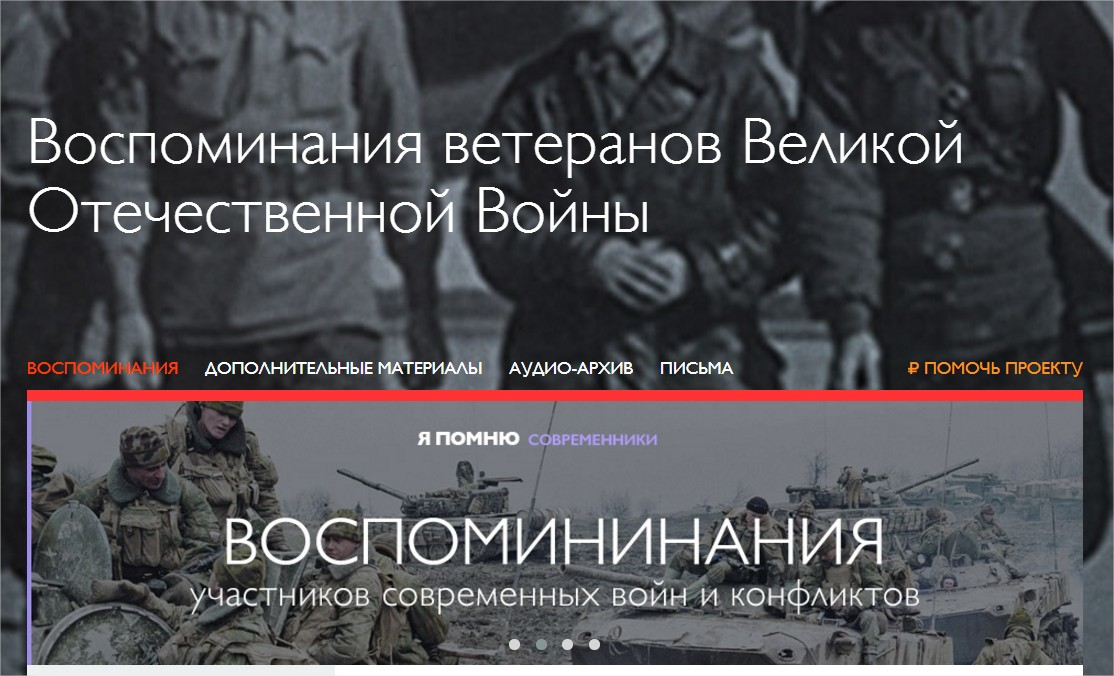 Воспоминания ветеранов Великой
Отечественной Войны
ВОСПОМИНАНИЯ ДОПОЛНИТЕЛЬНЫЕ МАТЕРИАЛЫ АУДИО-АРХИВ ПИСЬМА ₽ ПОМОЧЬ ПРОЕКТУ
Я ПОМНЮ СОВРЕМЕННИКИ
ВОСПОМИНИНАНИЯ
участников современных войн и конфликтов